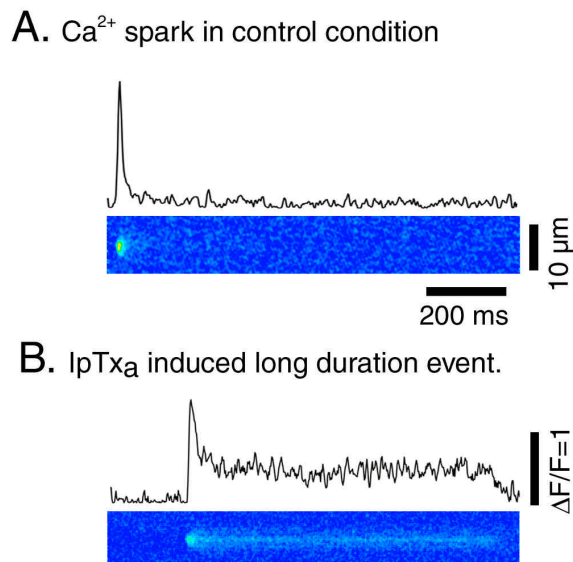 A. Ca²⁺ spark in control condition
10 µm
200 ms
B. IpTxa induced long duration event.
ΔF/F=1